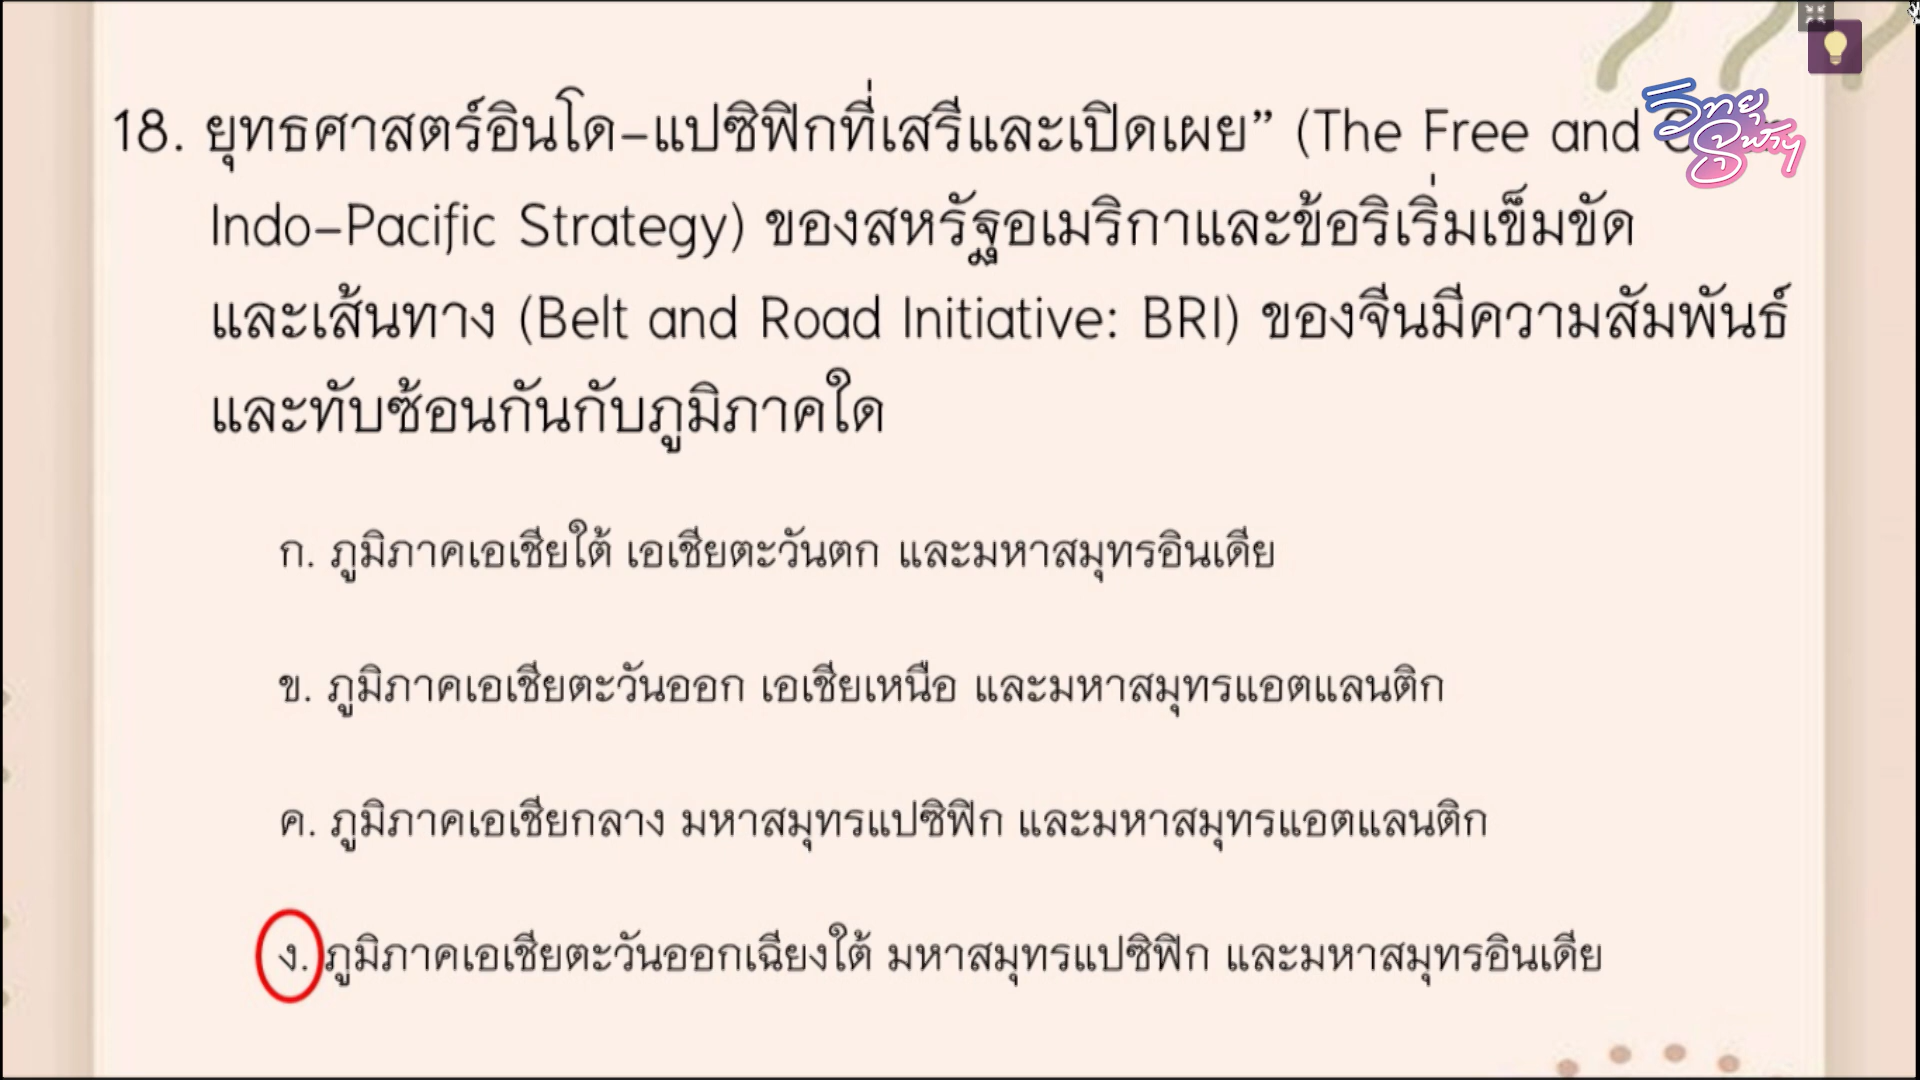 18. ยุทธศาสตร์อินโด-แปซิฟิกที่เสรีและเปิดเผย” (The Free and
Indo-Pacific Strategy) ของสหรัฐอเมริกาและข้อริเริ่มเข็มขัด
และเส้นทาง (Belt and Road Initiative: BRI) ของจีนมีความสัมพันธ์
และทับซ้อนกันกับภูมิภาคใด
ก. ภูมิภาคเอเชียใต้ เอเชียตะวันตก และมหาสมุทรอินเดีย
ข. ภูมิภาคเอเชียตะวันออก เอเชียเหนือ และมหาสมุทรแอตแลนติก
ค. ภูมิภาคเอเชียกลาง มหาสมุทรแปซิฟิก และมหาสมุทรแอตแลนติก
ง. ภูมิภาคเอเชียตะวันออกเฉียงใต้ มหาสมุทรแปซิฟิก และมหาสมุทรอินเดีย